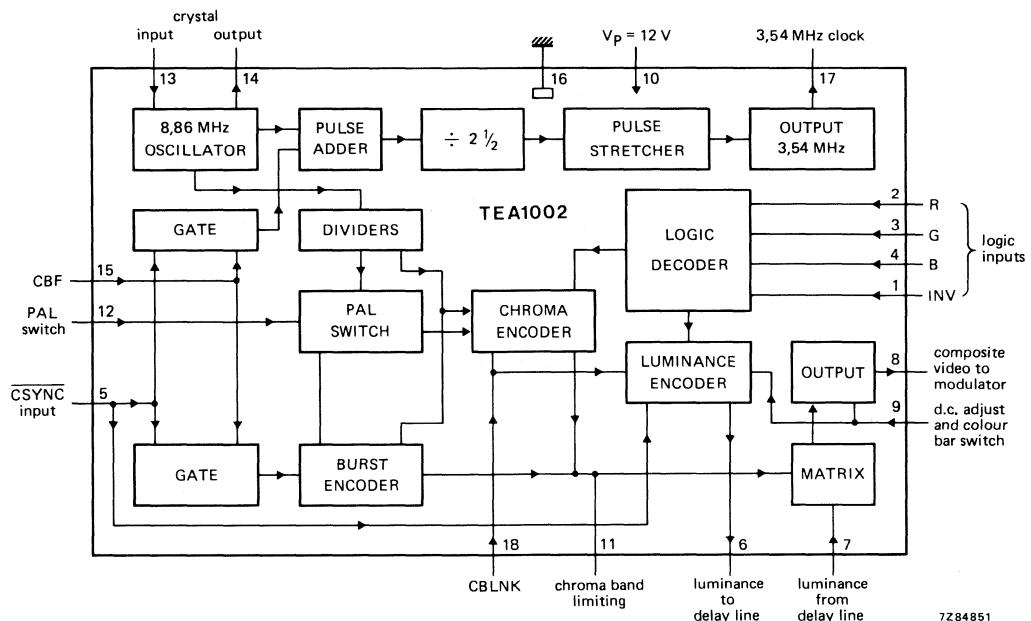 crystal
input output
V_P = 12 V
3,54 MHz clock
13 14 16 10 17
8,86 MHz
OSCILLATOR
PULSE
ADDER
÷ 2 ½
PULSE
STRETCHER
OUTPUT
3,54 MHz
TEA1002
GATE
DIVIDERS
LOGIC
DECODER
2 R
3 G
4 B
1 INV
logic
inputs
CBF 15
PAL
switch
12
PAL
SWITCH
CHROMA
ENCODER
LUMINANCE
ENCODER
OUTPUT
8
composite
video to
modulator
C̅S̅Y̅N̅C̅
input
5
9
d.c. adjust
and colour
bar switch
GATE
BURST
ENCODER
MATRIX
18 11 6 7
CBLNK
chroma band
limiting
luminance
to
delay line
luminance
from
delay line
7Z84851